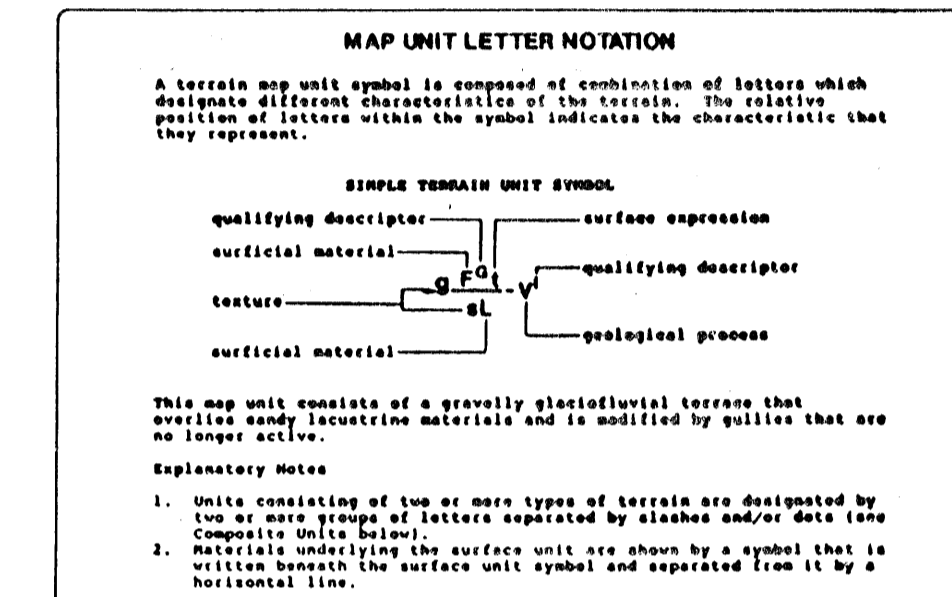 MAP UNIT LETTER NOTATION
A terrain map unit symbol is composed of combination of letters which
designate different characteristics of the terrain. The relative
position of letters within the symbol indicates the characteristic that
they represent.
SIMPLE TERRAIN UNIT SYMBOL
qualifying descriptor
surface expression
surficial material
qualifying descriptor
g F G t - V i
texture
sL
geological process
surficial material
This map unit consists of a gravelly glaciofluvial terrace that
overlies sandy lacustrine materials and is modified by gullies that are
no longer active.
Explanatory Notes
1. Units consisting of two or more types of terrain are designated by
two or more groups of letters separated by slashes and/or dots (see
Composite Units below).
2. Materials underlying the surface unit are shown by a symbol that is
written beneath the surface unit symbol and separated from it by a
horizontal line.